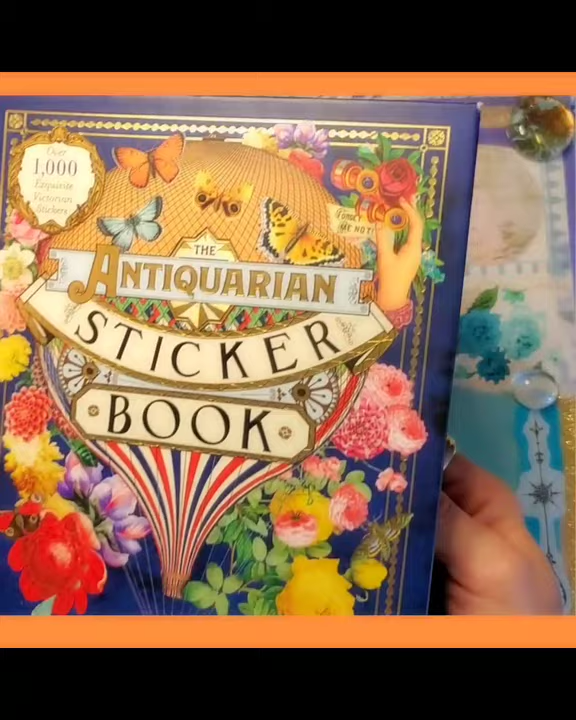 Over
1,000
Exquisite
Victorian
Stickers
FORGET
ME NOT
THE
ANTIQUARIAN
STICKER
BOOK